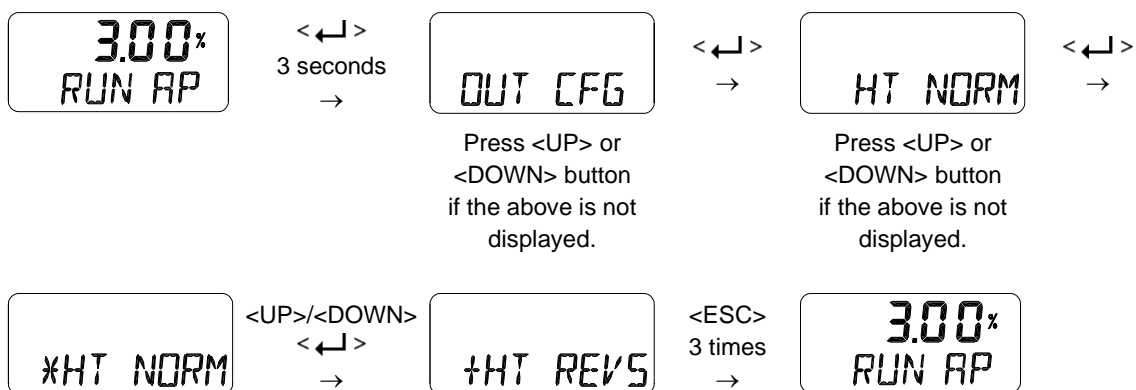 3.00%
RUN AP
<↵>
3 seconds
→
OUT CFG
Press <UP> or
<DOWN> button
if the above is not
displayed.
<↵>
→
HT NORM
Press <UP> or
<DOWN> button
if the above is not
displayed.
<↵>
→
*HT NORM
<UP>/<DOWN>
<↵>
→
+HT REVS
<ESC>
3 times
→
3.00%
RUN AP